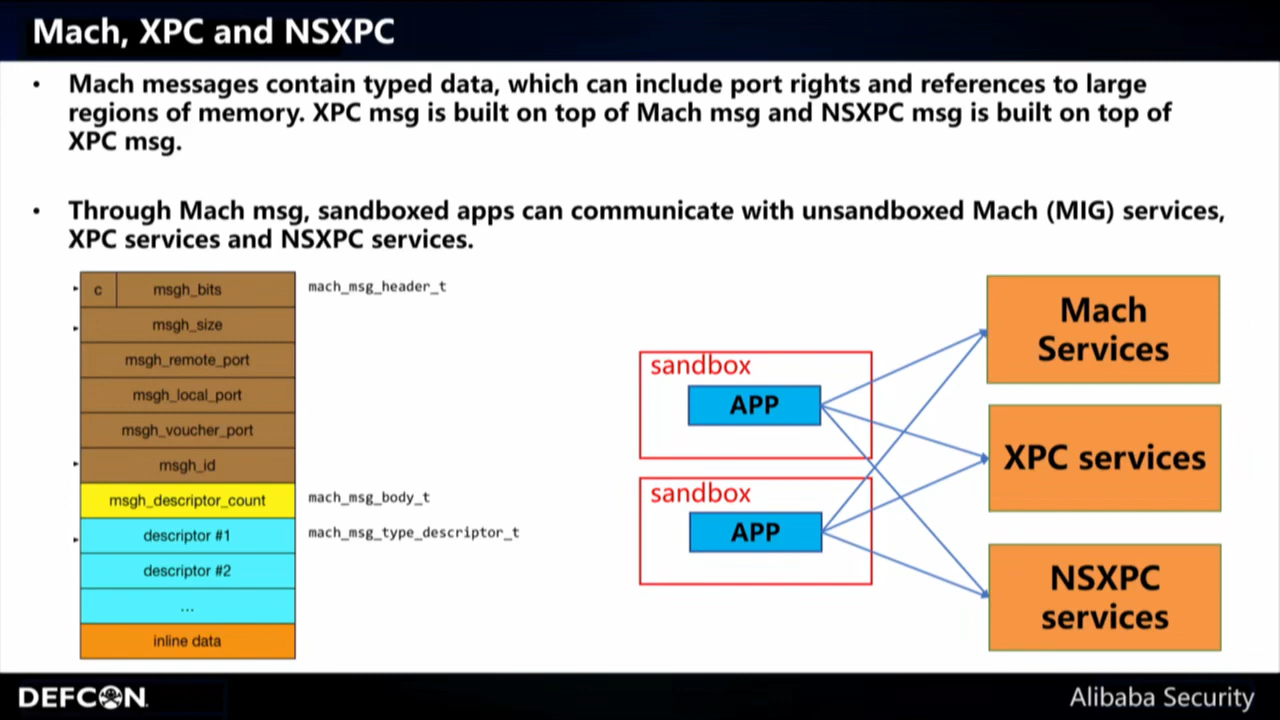 Mach, XPC and NSXPC
• Mach messages contain typed data, which can include port rights and references to large
regions of memory. XPC msg is built on top of Mach msg and NSXPC msg is built on top of
XPC msg.
• Through Mach msg, sandboxed apps can communicate with unsandboxed Mach (MIG) services,
XPC services and NSXPC services.
c msgh_bits mach_msg_header_t
msgh_size
msgh_remote_port
msgh_local_port
msgh_voucher_port
msgh_id
msgh_descriptor_count mach_msg_body_t
descriptor #1 mach_msg_type_descriptor_t
descriptor #2
...
inline data
sandbox
APP
sandbox
APP
Mach
Services
XPC services
NSXPC
services
DEFCON
Alibaba Security